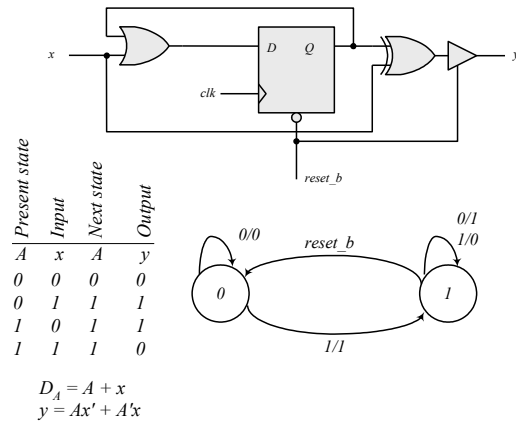 x
D Q
clk
y
reset_b
Present state
Input
Next state
Output
A x A y
0 0 0 0
0 1 1 1
1 0 1 1
1 1 1 0
0/0
reset_b
0/1
1/0
0
1
1/1
D_A = A + x
y = Ax' + A'x